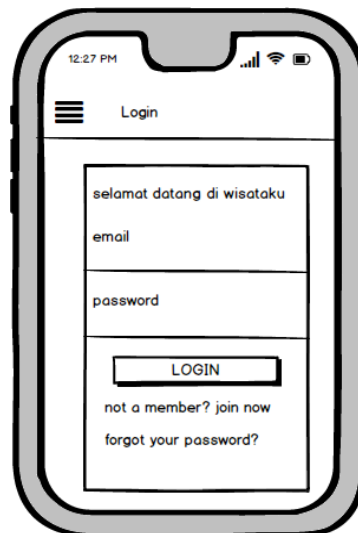 12:27 PM
Login
selamat datang di wisataku
email
password
LOGIN
not a member? join now
forgot your password?